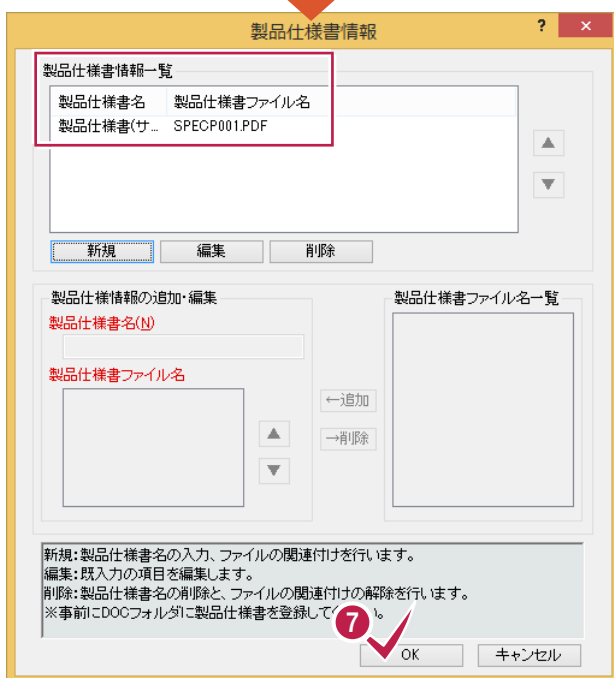 製品仕様書情報
? ×
製品仕様書情報一覧
製品仕様書名 製品仕様書ファイル名
製品仕様書(サ... SPECP001.PDF
▲
▼
新規 編集 削除
製品仕様情報の追加・編集
製品仕様書ファイル名一覧
製品仕様書名(N)
製品仕様書ファイル名
←追加
▲
→削除
▼
新規:製品仕様書名の入力、ファイルの関連付けを行います。
編集:既入力の項目を編集します。
削除:製品仕様書名の削除と、ファイルの関連付けの解除を行います。
※事前にDOCフォルダに製品仕様書を登録して
7
OK キャンセル